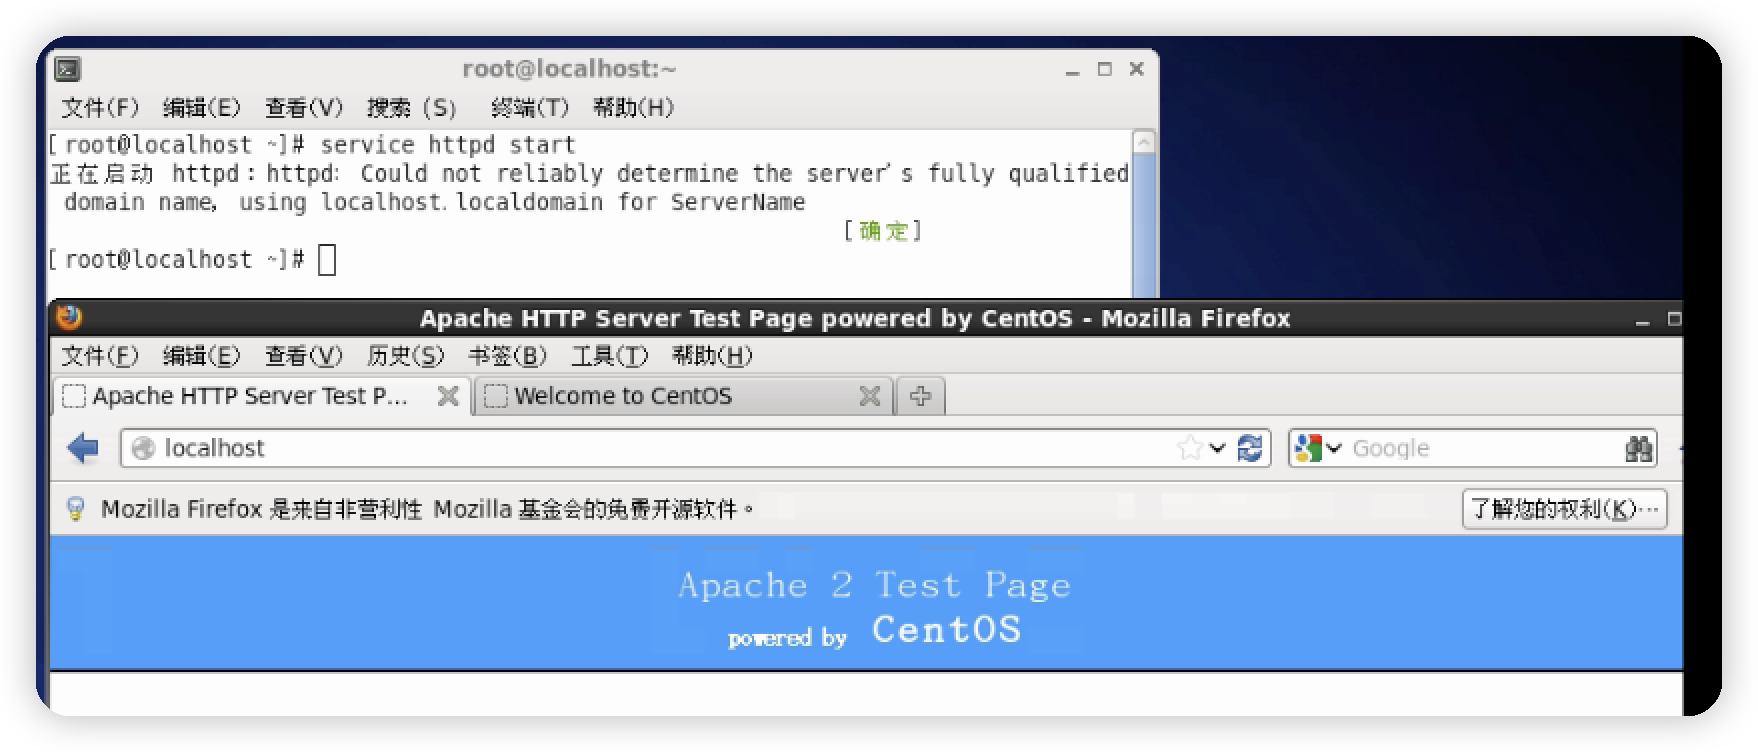 root@localhost:~
文件(F) 编辑(E) 查看(V) 搜索 (S) 终端(T) 帮助(H)
[root@localhost ~]# service httpd start
正在启动 httpd：httpd: Could not reliably determine the server's fully qualified
domain name, using localhost.localdomain for ServerName
[确定]
[root@localhost ~]#
Apache HTTP Server Test Page powered by CentOS - Mozilla Firefox
文件(F) 编辑(E) 查看(V) 历史(S) 书签(B) 工具(T) 帮助(H)
Apache HTTP Server Test P... Welcome to CentOS
localhost Google
Mozilla Firefox 是来自非营利性 Mozilla 基金会的免费开源软件。 了解您的权利(K)…
Apache 2 Test Page
powered by CentOS